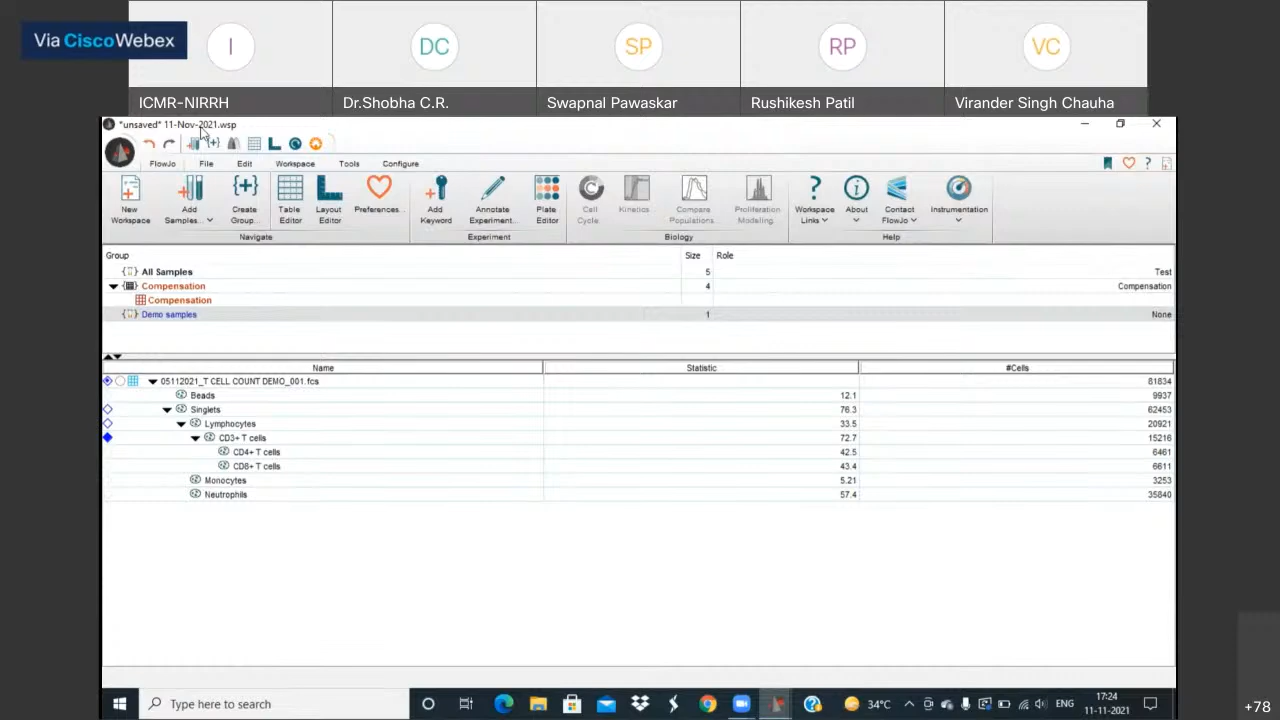 Via CiscoWebex
I
DC
SP
RP
VC
ICMR-NIRRH
Dr.Shobha C.R.
Swapnal Pawaskar
Rushikesh Patil
Virander Singh Chauha
*unsaved* 11-Nov-2021.wsp
FlowJo File Edit Workspace Tools Configure
New Workspace
Add Samples...
Create Group...
Table Editor
Layout Editor
Preferences...
Add Keyword
Annotate Experiment...
Plate Editor
Cell Cycle
Kinetics
Compare Populations...
Proliferation Modeling
Workspace Links
About
Contact FlowJo
Instrumentation
Navigate Experiment Biology Help
Group Size Role
{ } All Samples 5 Test
Compensation 4 Compensation
Compensation
{ } Demo samples 1 None
Name Statistic #Cells
05112021_T CELL COUNT DEMO_001.fcs 81834
Beads 12.1 9937
Singlets 76.3 62453
Lymphocytes 33.5 20921
CD3+ T cells 72.7 15216
CD4+ T cells 42.5 6461
CD8+ T cells 43.4 6611
Monocytes 5.21 3253
Neutrophils 57.4 35840
Type here to search
34°C
ENG
17:24
11-11-2021
+78